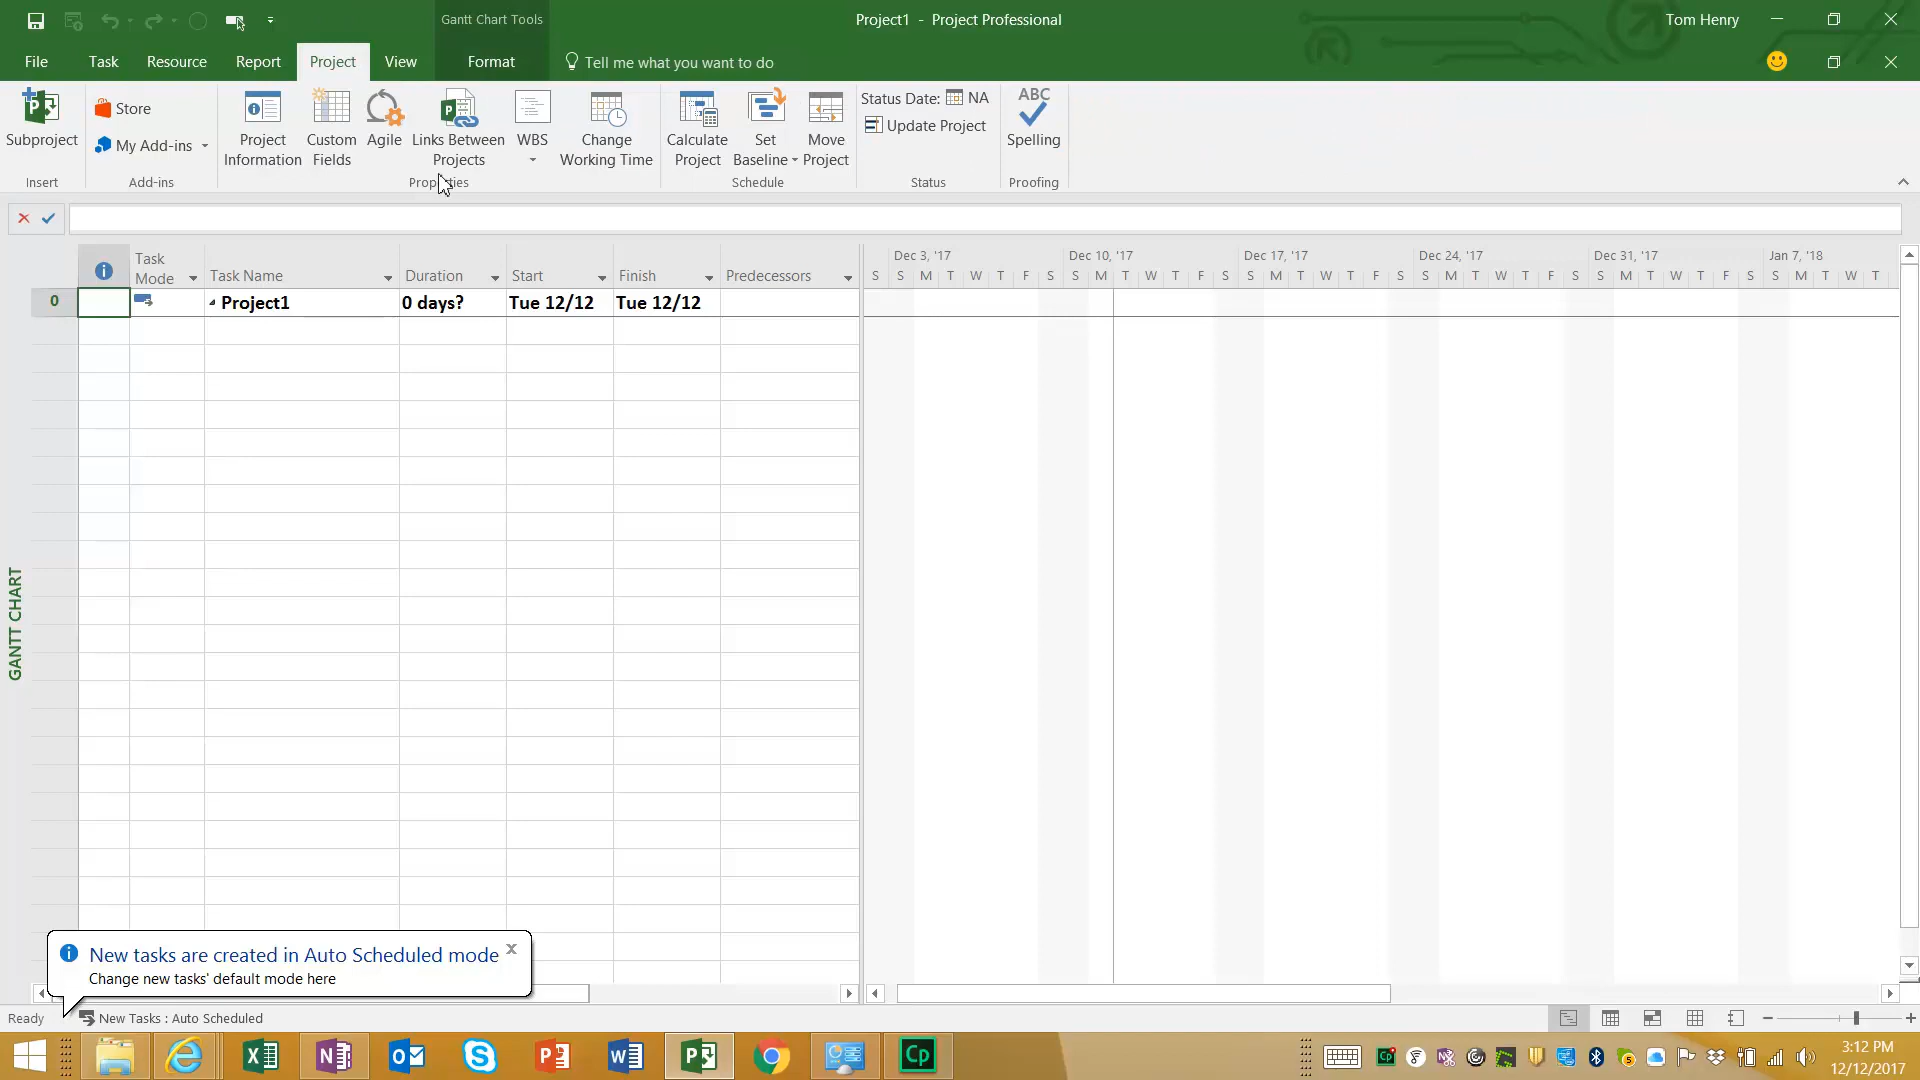 Gantt Chart Tools
Project1 - Project Professional
Tom Henry
File
Task
Resource
Report
Project
View
Format
Tell me what you want to do
Subproject
Store
My Add-ins
Project Information
Custom Fields
Agile
Links Between Projects
WBS
Change Working Time
Calculate Project
Set Baseline
Move Project
Status Date: NA
Update Project
ABC
Spelling
Insert
Add-ins
Properties
Schedule
Status
Proofing
Task Mode
Task Name
Duration
Start
Finish
Predecessors
Dec 3, '17
Dec 10, '17
Dec 17, '17
Dec 24, '17
Dec 31, '17
Jan 7, '18
S S M T W T F S S M T W T F S S M T W T F S S M T W T F S S M T W T F S S M T W T
0
Project1
0 days?
Tue 12/12
Tue 12/12
GANTT CHART
New tasks are created in Auto Scheduled mode
Change new tasks' default mode here
Ready
New Tasks : Auto Scheduled
3:12 PM
12/12/2017